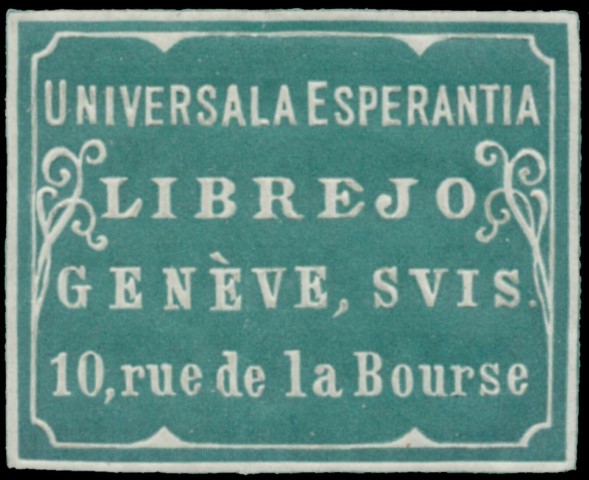 UNIVERSALA ESPERANTIA
LIBREJO
GENÈVE, SVIS.
10, rue de la Bourse